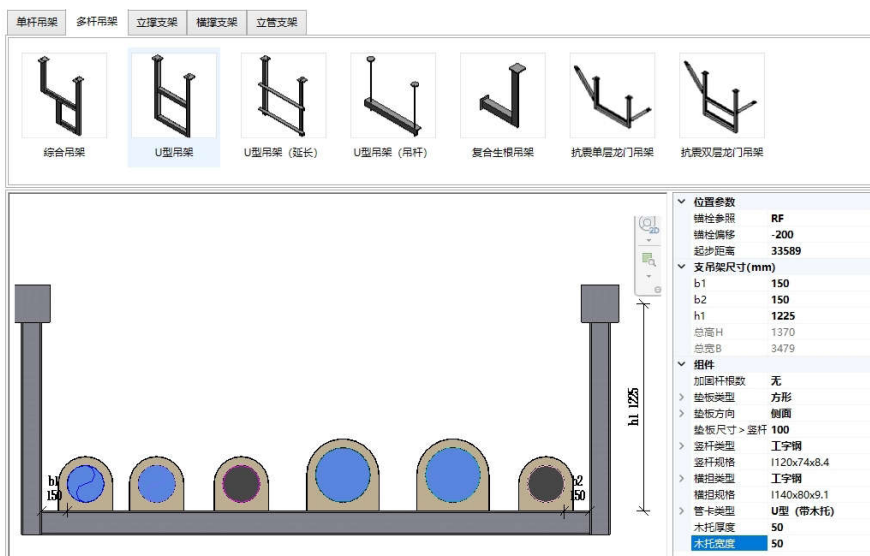 单杆吊架 多杆吊架 立撑支架 横撑支架 立管支架
综合吊架 U型吊架 U型吊架（延长） U型吊架（吊杆） 复合生根吊架 抗震单层龙门吊架 抗震双层龙门吊架
2D
b1
150
b2
150
h1 1225
位置参数
锚栓参照 RF
锚栓偏移 -200
起步距离 33589
支吊架尺寸(mm)
b1 150
b2 150
h1 1225
总高H 1370
总宽B 3479
组件
加固杆根数 无
垫板类型 方形
垫板方向 侧面
垫板尺寸＞竖杆 100
竖杆类型 工字钢
竖杆规格 I120x74x8.4
横担类型 工字钢
横担规格 I140x80x9.1
管卡类型 U型（带木托）
木托厚度 50
木托宽度 50